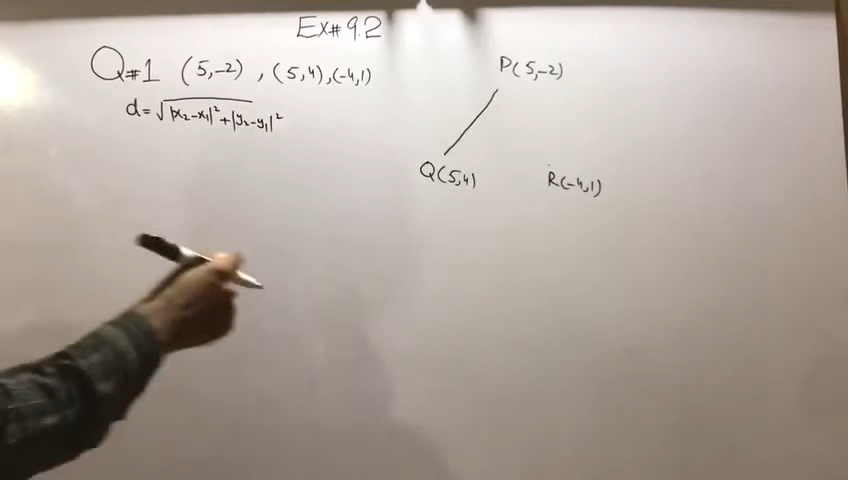 Ex# 9.2
Q#1 (5,-2) , (5,4),(-4,1)
d=√|x₂-x₁|²+|y₂-y₁|²
P(5,-2)
Q(5,4)
R(-4,1)